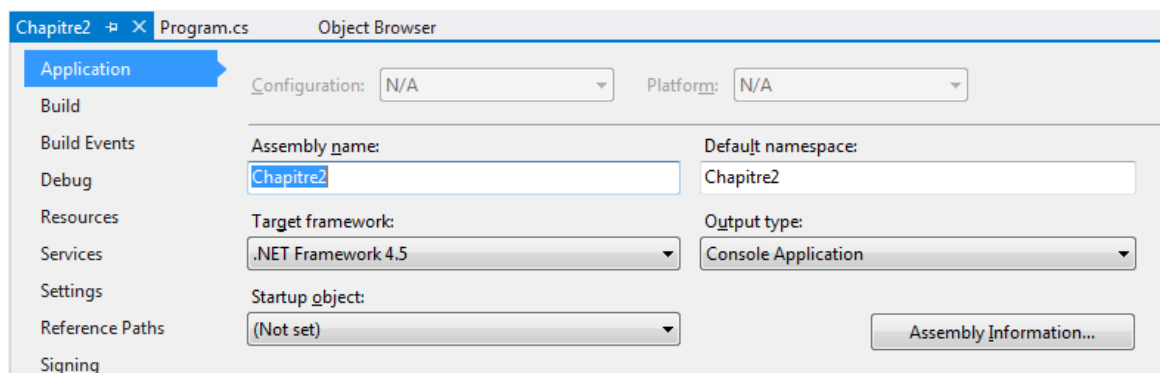 Chapitre2 Program.cs Object Browser
Application
Configuration: N/A Platform: N/A
Build
Build Events
Assembly name: Default namespace:
Debug
Chapitre2 Chapitre2
Resources
Target framework: Output type:
Services
.NET Framework 4.5 Console Application
Settings
Startup object:
Reference Paths
(Not set) Assembly Information...
Signing